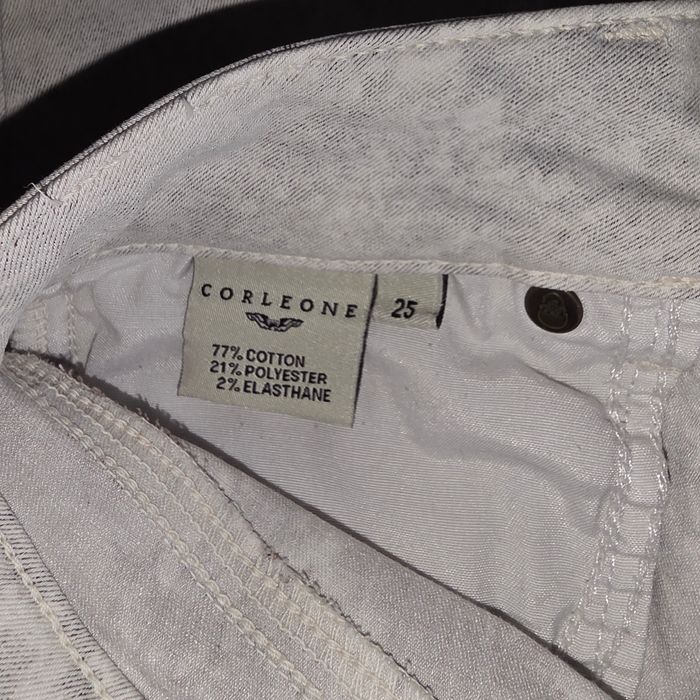 CORLEONE
25
77% COTTON
21% POLYESTER
2% ELASTHANE